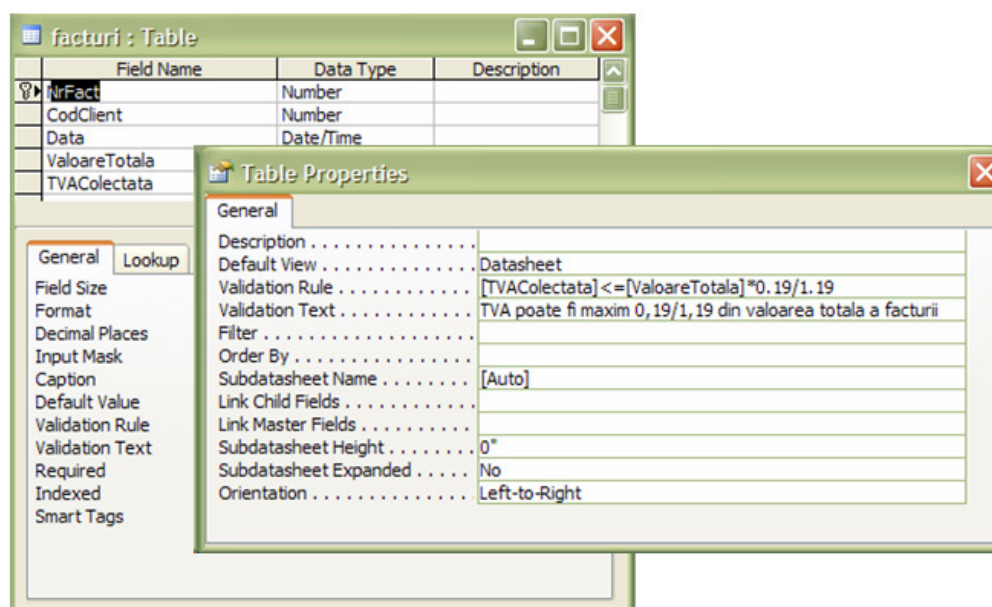 facturi : Table
Field Name Data Type Description
NrFact Number
CodClient Number
Data Date/Time
ValoareTotala
TVAColectata
General Lookup
Field Size
Format
Decimal Places
Input Mask
Caption
Default Value
Validation Rule
Validation Text
Required
Indexed
Smart Tags
Table Properties
General
Description . . . . . . . . . . . . . . .
Default View . . . . . . . . . . . . . . Datasheet
Validation Rule . . . . . . . . . . . . [TVAColectata]<=[ValoareTotala]*0.19/1.19
Validation Text . . . . . . . . . . . . TVA poate fi maxim 0,19/1,19 din valoarea totala a facturii
Filter . . . . . . . . . . . . . . . . . . . .
Order By . . . . . . . . . . . . . . . .
Subdatasheet Name . . . . . . . . [Auto]
Link Child Fields . . . . . . . . . . . .
Link Master Fields . . . . . . . . . .
Subdatasheet Height . . . . . . . . 0"
Subdatasheet Expanded . . . . . No
Orientation . . . . . . . . . . . . . . Left-to-Right